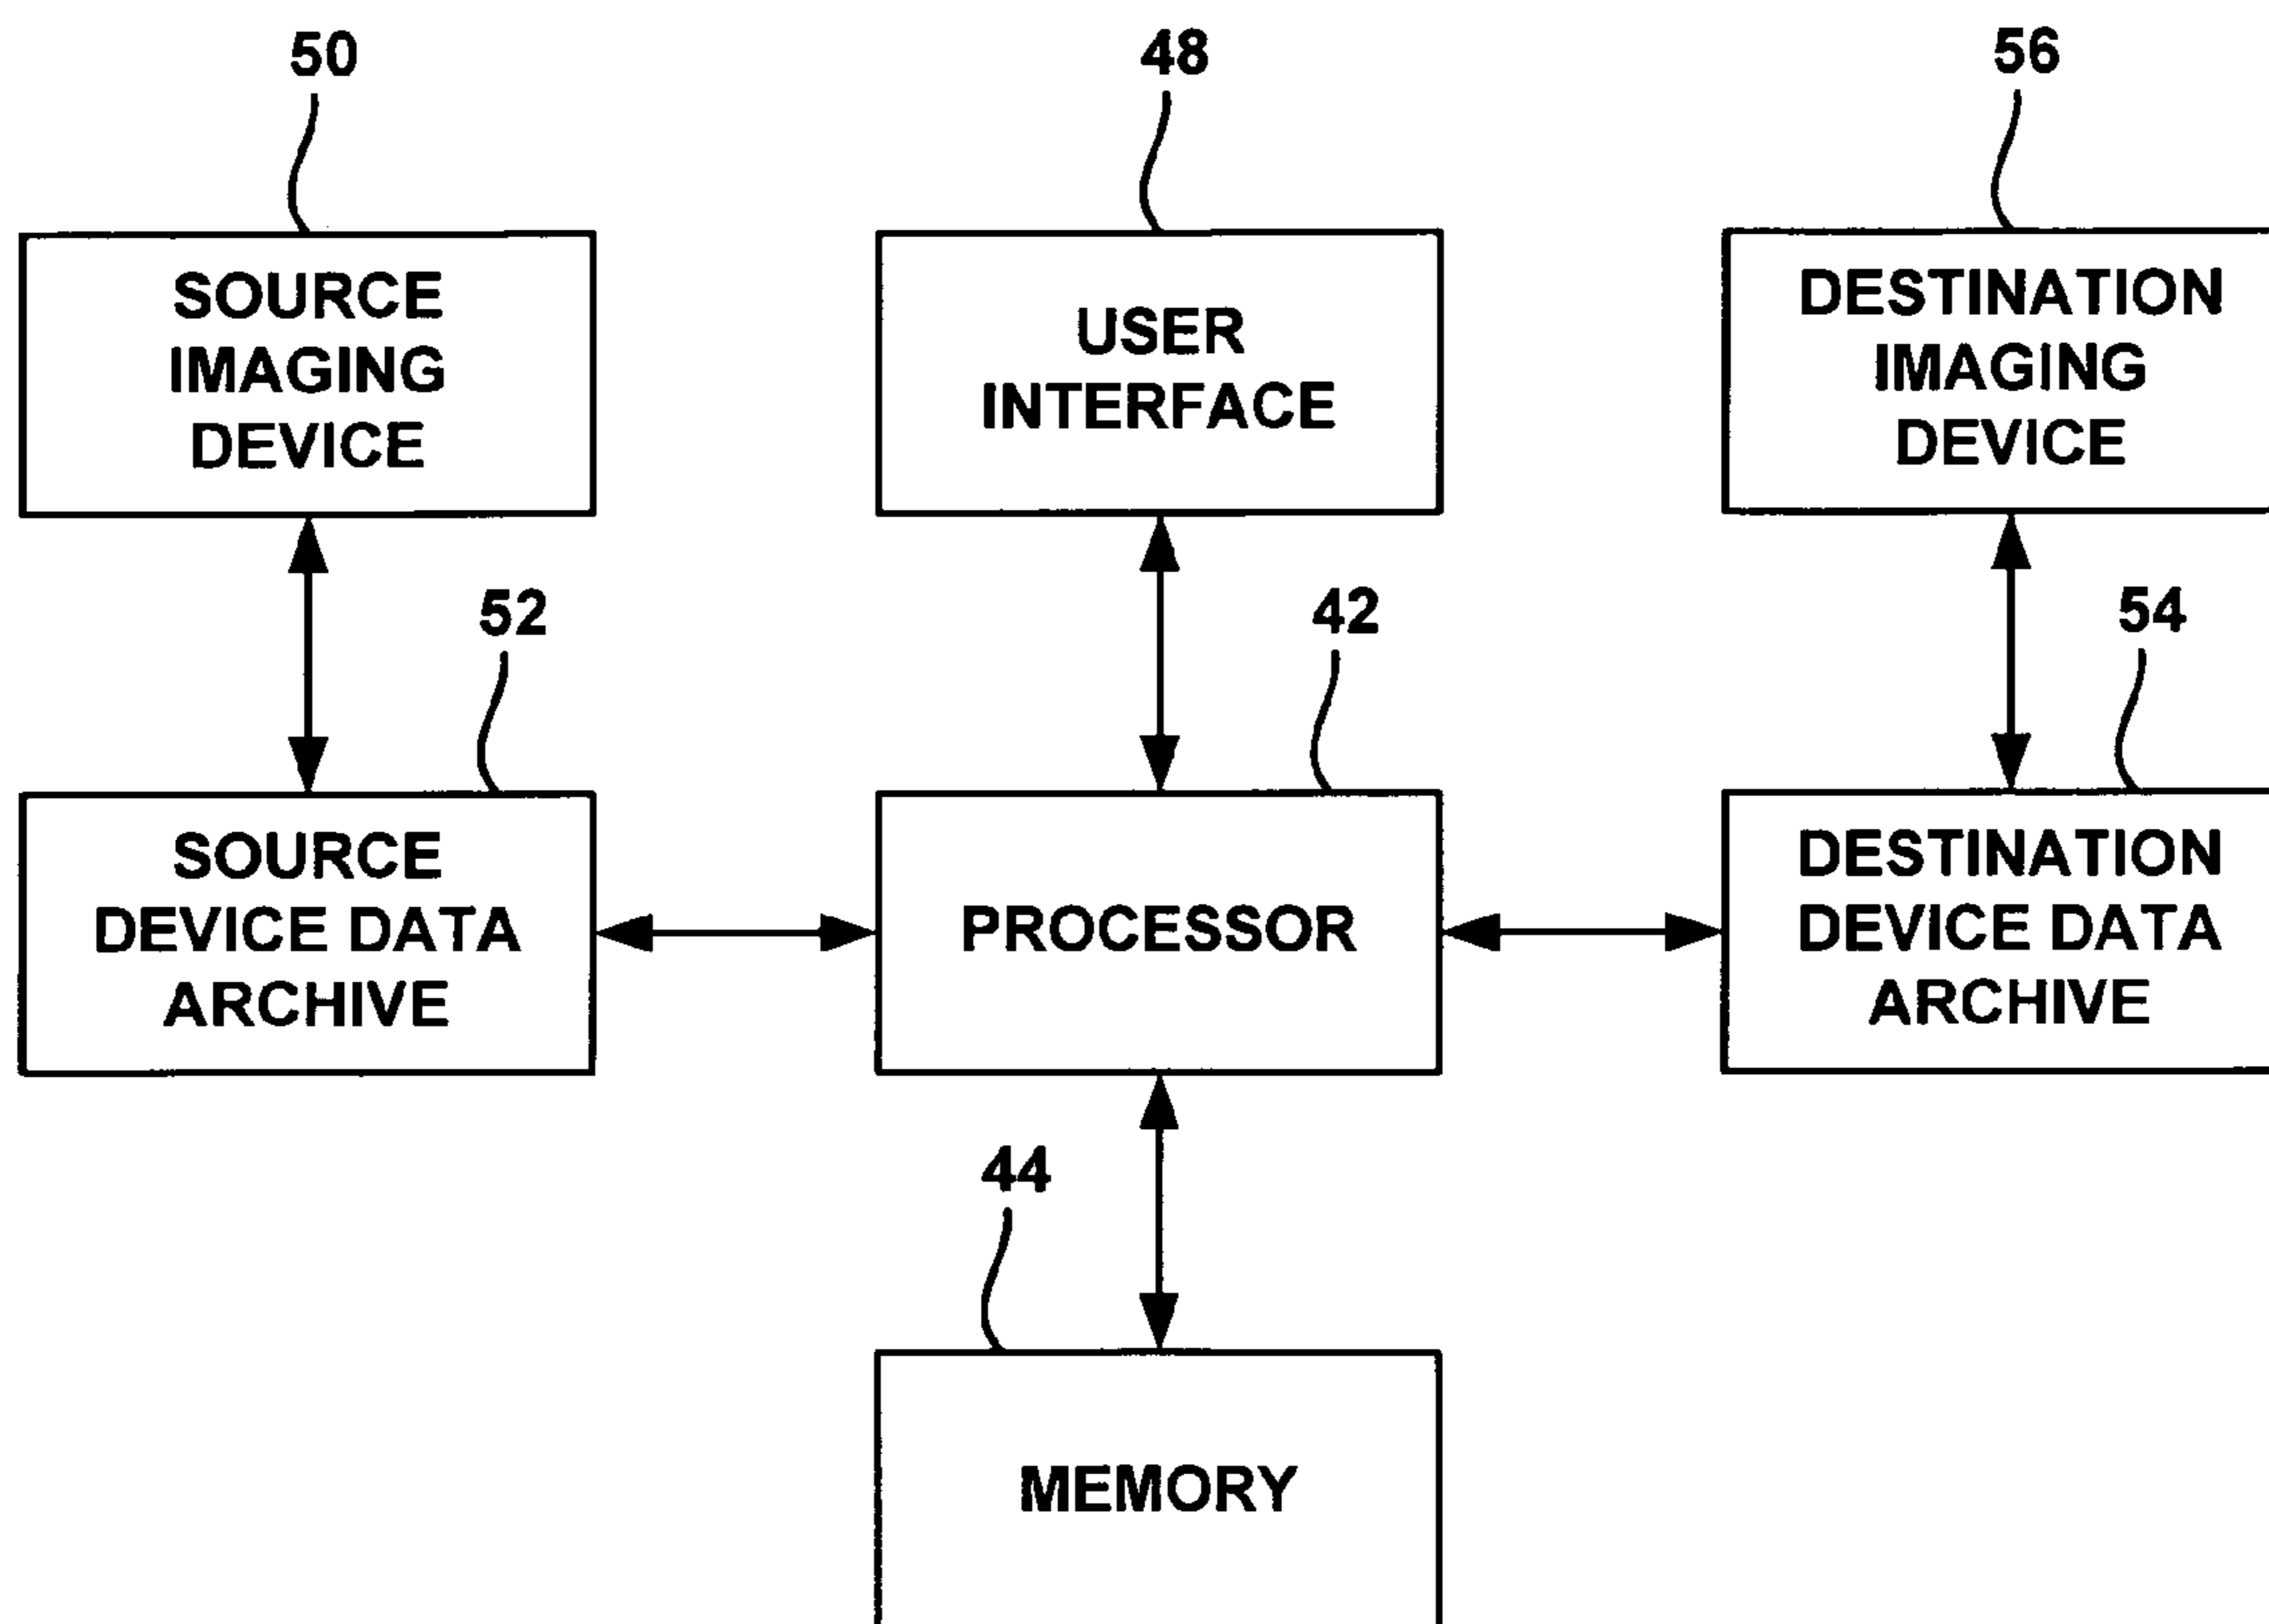 50
48
56
SOURCE
IMAGING
DEVICE
USER
INTERFACE
DESTINATION
IMAGING
DEVICE
52
42
54
SOURCE
DEVICE DATA
ARCHIVE
PROCESSOR
DESTINATION
DEVICE DATA
ARCHIVE
44
MEMORY